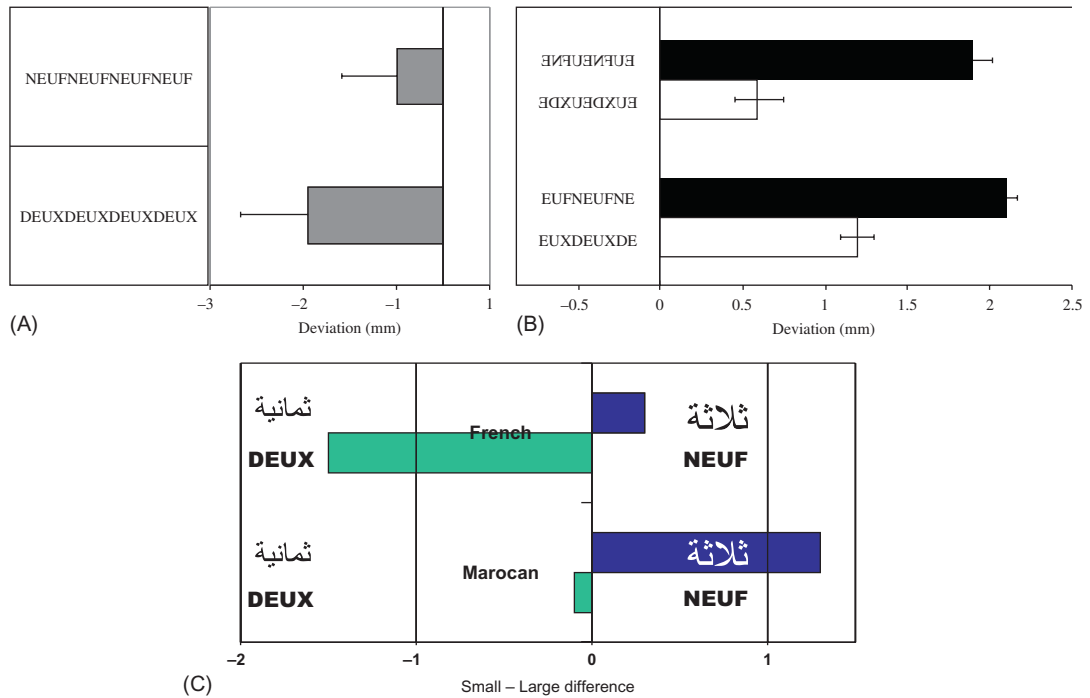 NEUFNEUFNEUFNEUF
DEUXDEUXDEUXDEUX
–3 –2 –1 1
Deviation (mm)
(A)
EUFNEUFNE
EUXDEUXDE
EUFNEUFNE
EUXDEUXDE
–0.5 0 0.5 1 1.5 2 2.5
Deviation (mm)
(B)
ثمانية ثلاثة
French
DEUX NEUF
ثمانية ثلاثة
Marocan
DEUX NEUF
–2 –1 0 1
Small – Large difference
(C)